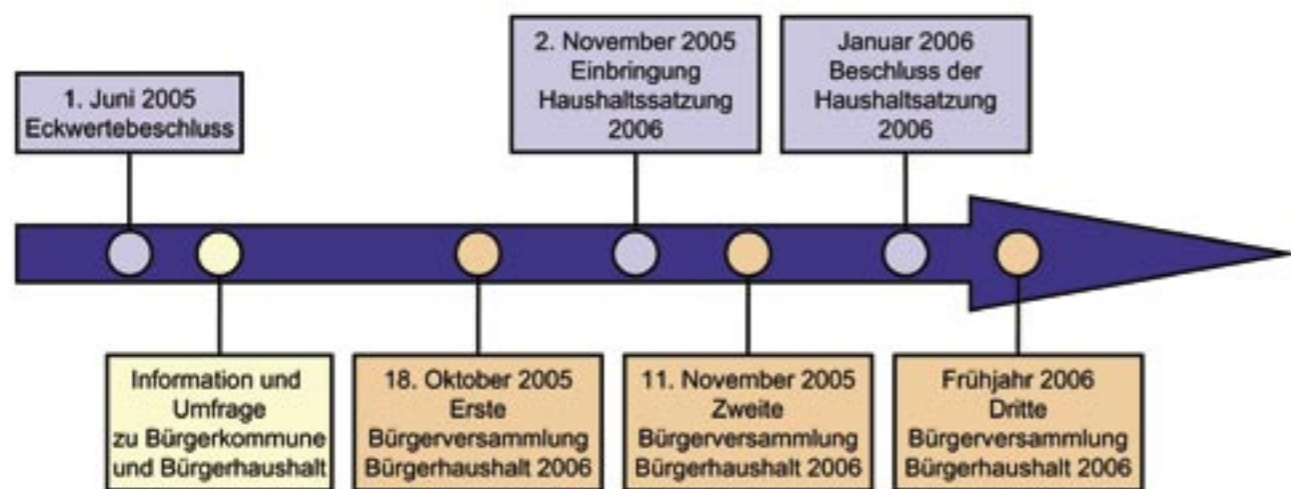 1. Juni 2005
Eckwertebeschluss
2. November 2005
Einbringung
Haushaltssatzung
2006
Januar 2006
Beschluss der
Haushaltsatzung
2006
Information und
Umfrage
zu Bürgerkommune
und Bürgerhaushalt
18. Oktober 2005
Erste
Bürgerversammlung
Bürgerhaushalt 2006
11. November 2005
Zweite
Bürgerversammlung
Bürgerhaushalt 2006
Frühjahr 2006
Dritte
Bürgerversammlung
Bürgerhaushalt 2006